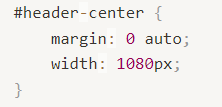 #header-center {
    margin: 0 auto;
    width: 1080px;
}